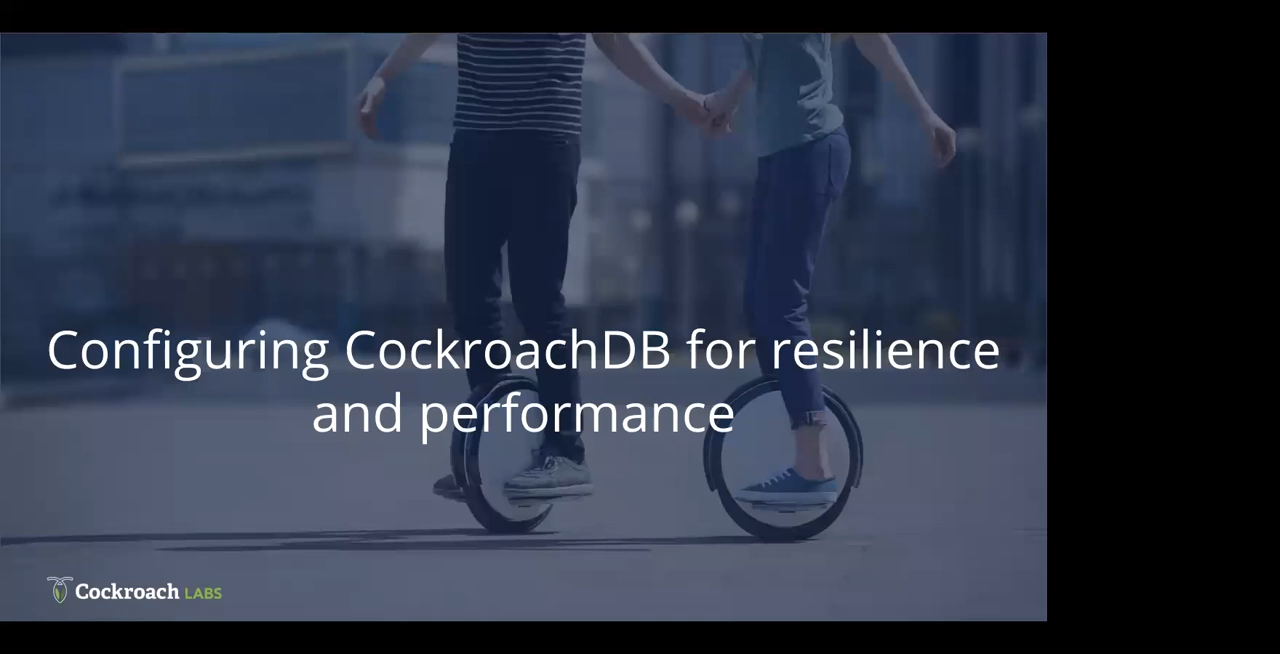 Configuring CockroachDB for resilience
and performance
Cockroach LABS